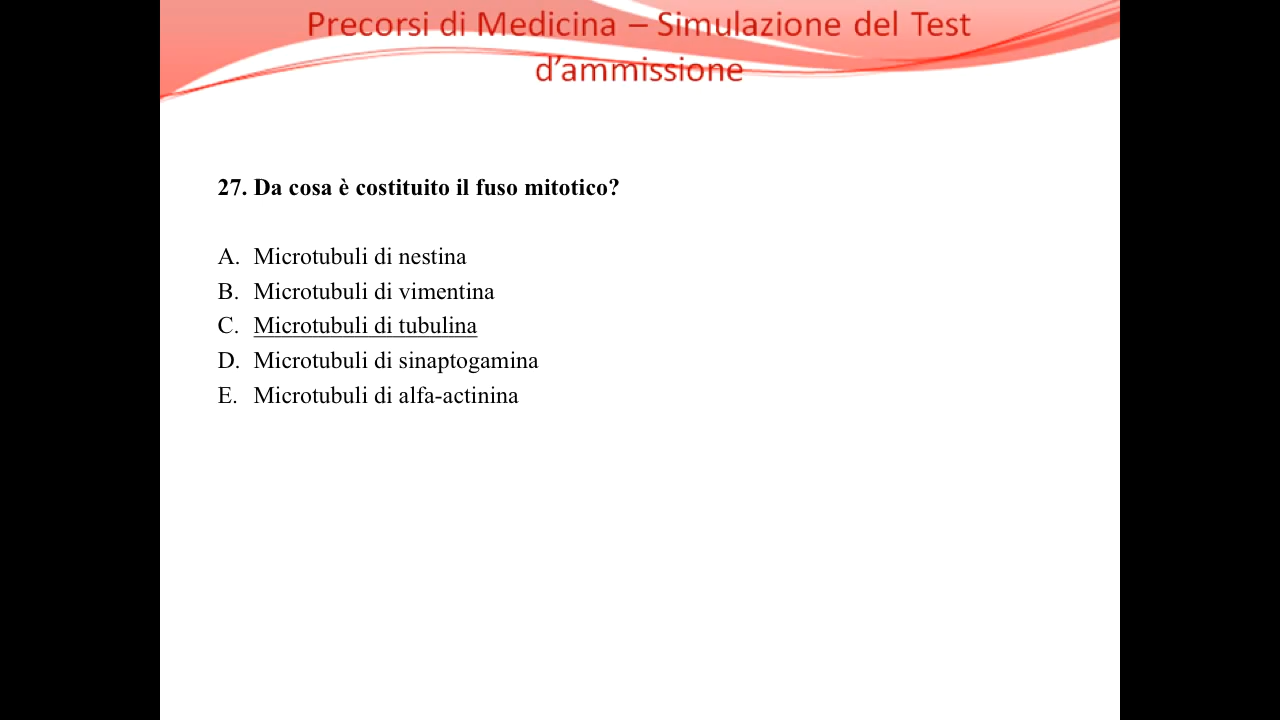 Precorsi di Medicina – Simulazione del Test
d'ammissione
27. Da cosa è costituito il fuso mitotico?
A. Microtubuli di nestina
B. Microtubuli di vimentina
C. Microtubuli di tubulina
D. Microtubuli di sinaptogamina
E. Microtubuli di alfa-actinina